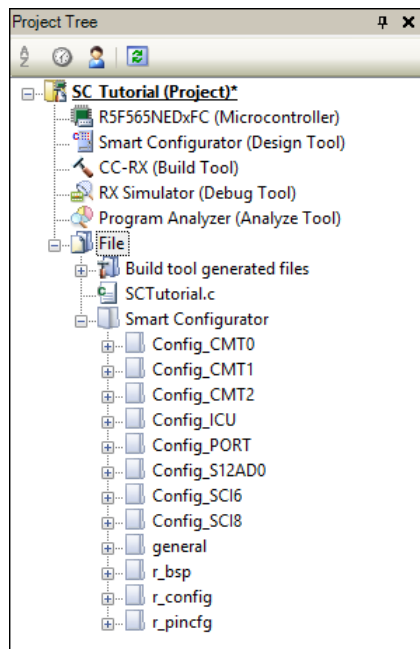 Project Tree
SC Tutorial (Project)*
R5F565NEDxFC (Microcontroller)
Smart Configurator (Design Tool)
CC-RX (Build Tool)
RX Simulator (Debug Tool)
Program Analyzer (Analyze Tool)
File
Build tool generated files
SCTutorial.c
Smart Configurator
Config_CMT0
Config_CMT1
Config_CMT2
Config_ICU
Config_PORT
Config_S12AD0
Config_SCI6
Config_SCI8
general
r_bsp
r_config
r_pincfg